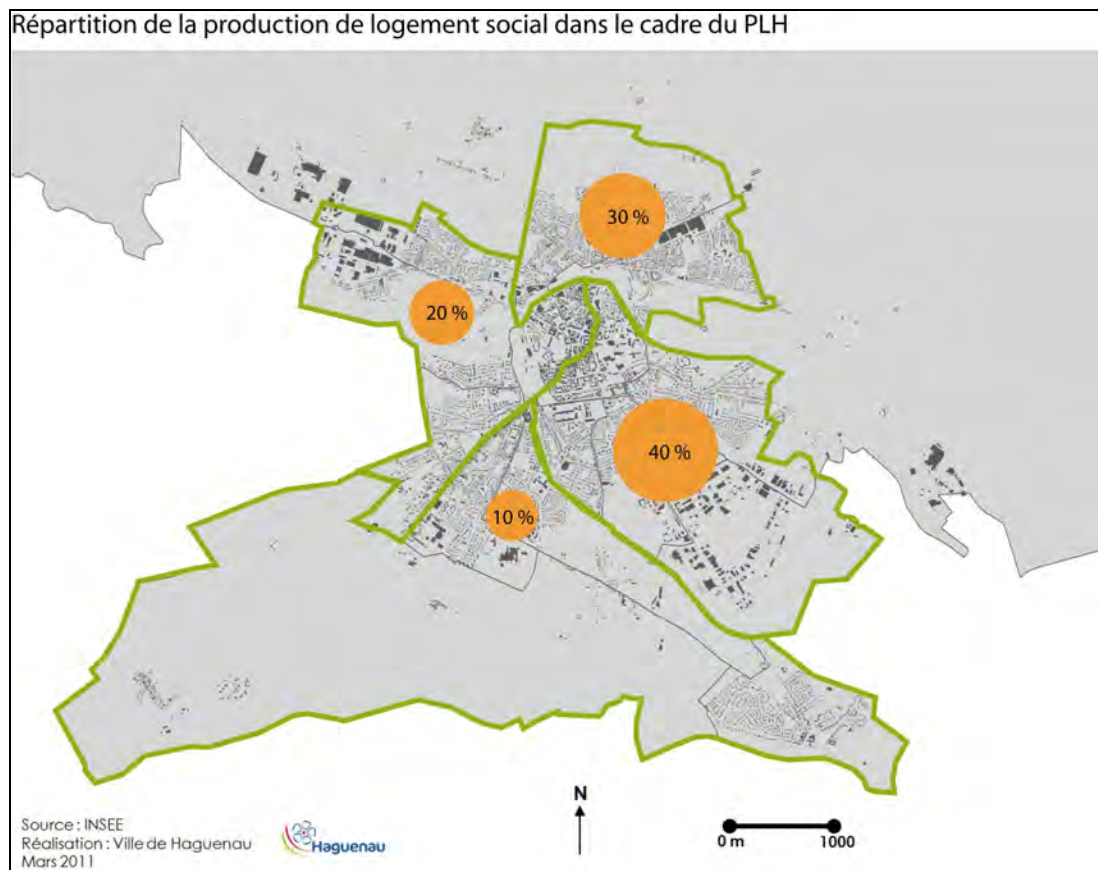 Répartition de la production de logement social dans le cadre du PLH
30 %
20 %
40 %
10 %
N
0 m 1000
Source : INSEE
Réalisation : Ville de Haguenau
Mars 2011
Haguenau